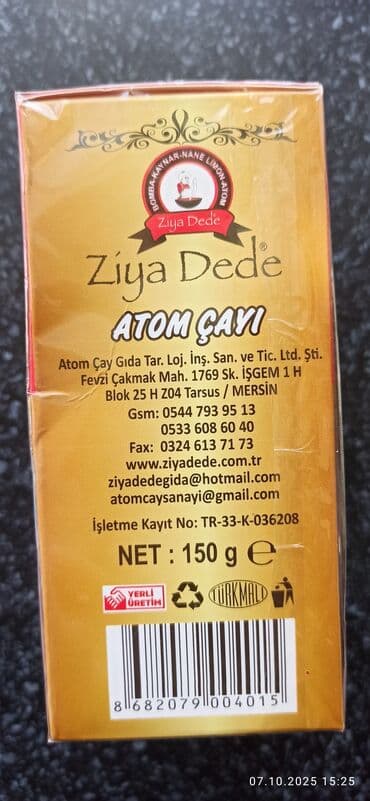 BOMBA-KAYNAR-NANE LİMON-ATOM
Ziya Dede
Ziya Dede®
ATOM ÇAYI
Atom Çay Gıda Tar. Loj. İnş. San. ve Tic. Ltd. Şti.
Fevzi Çakmak Mah. 1769 Sk. İŞGEM 1 H
Blok 25 H Z04 Tarsus / MERSİN
Gsm: 0544 793 95 13
0533 608 60 40
Fax: 0324 613 71 73
www.ziyadede.com.tr
ziyadedegida@hotmail.com
atomcaysanayi@gmail.com
İşletme Kayıt No: TR-33-K-036208
NET : 150 g ℮
YERLİ
ÜRETİM
TÜRKMALI
8 682079 004015
07.10.2025 15:25